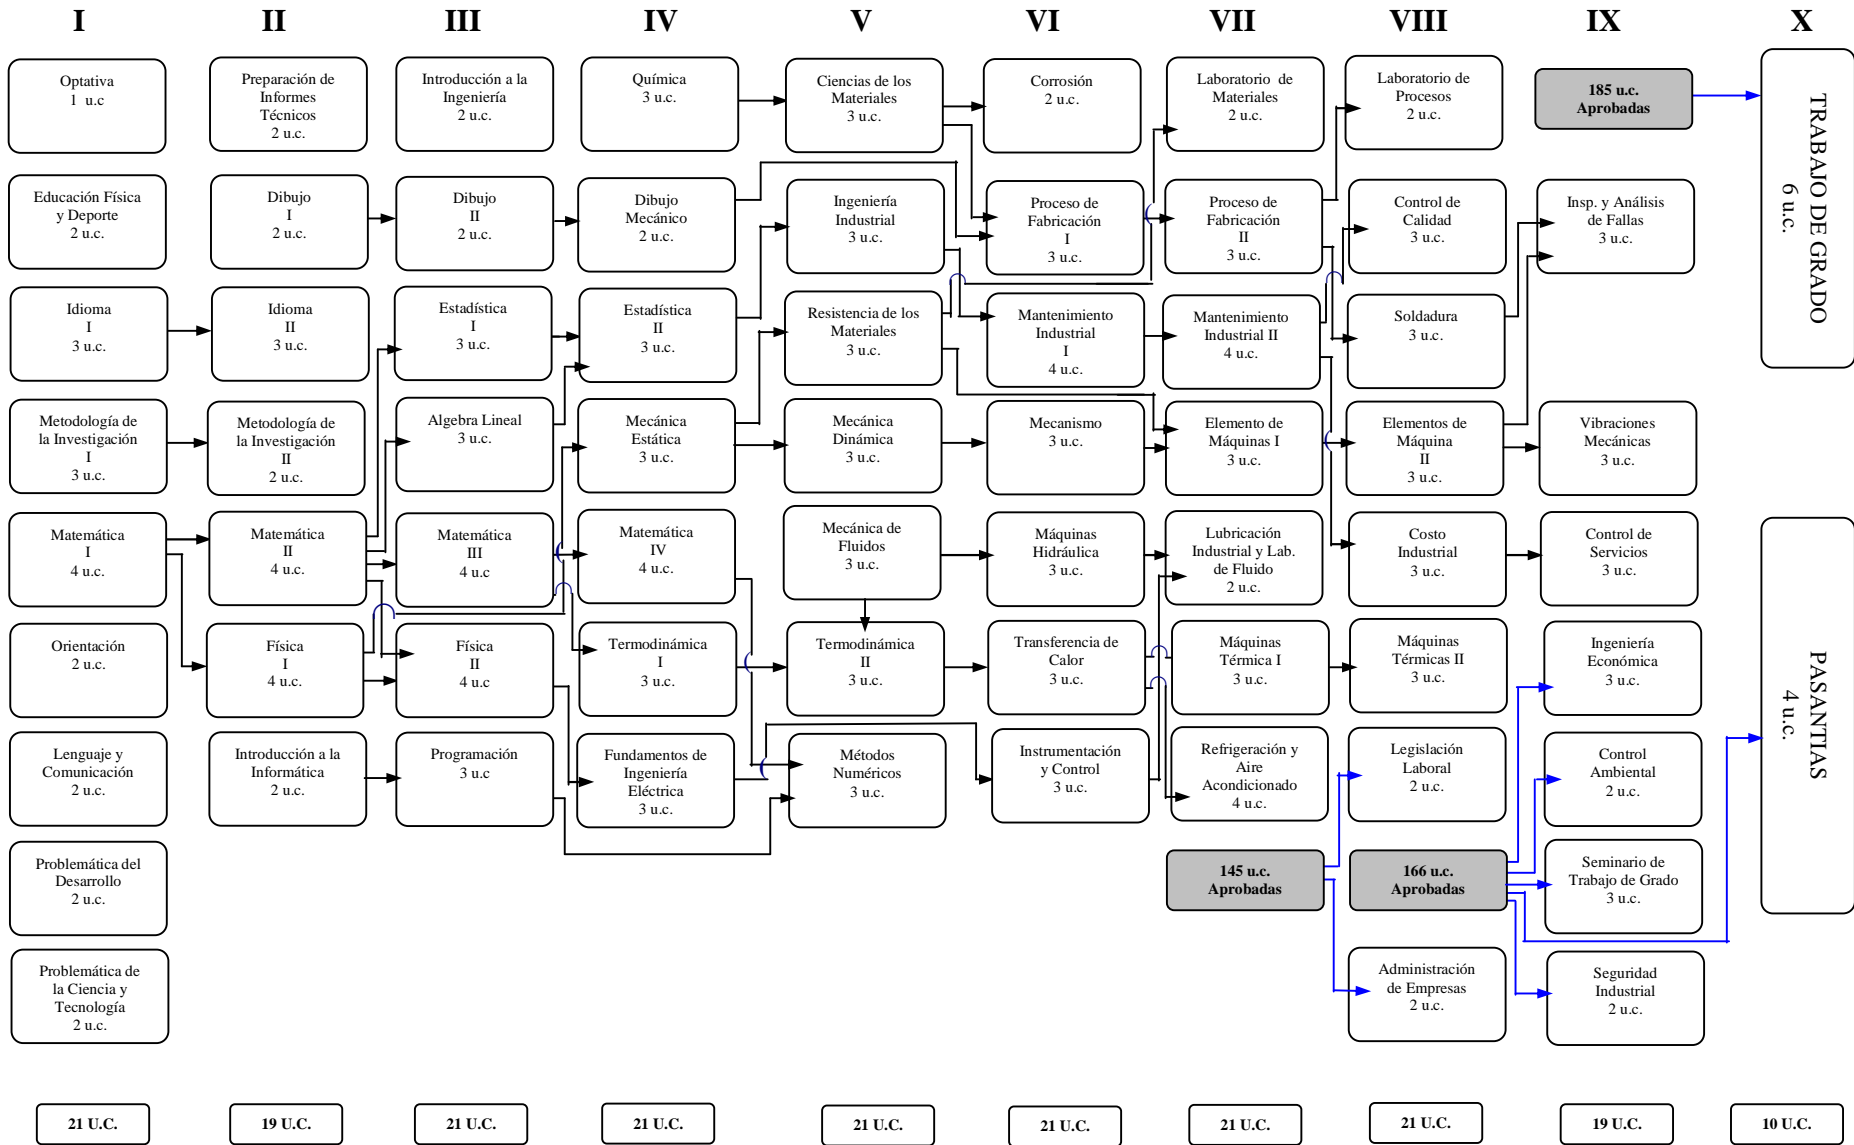 I
II
III
IV
V
VI
VII
VIII
IX
X
Optativa
1 u.c
Educación Física
y Deporte
2 u.c.
Idioma
I
3 u.c.
Metodología de
la Investigación
I
3 u.c.
Matemática
I
4 u.c.
Orientación
2 u.c.
Lenguaje y
Comunicación
2 u.c.
Problemática del
Desarrollo
2 u.c.
Problemática de
la Ciencia y
Tecnología
2 u.c.
Preparación de
Informes
Técnicos
2 u.c.
Dibujo
I
2 u.c.
Idioma
II
3 u.c.
Metodología de
la Investigación
II
2 u.c.
Matemática
II
4 u.c.
Física
I
4 u.c.
Introducción a la
Informática
2 u.c.
Introducción a la
Ingeniería
2 u.c.
Dibujo
II
2 u.c.
Estadística
I
3 u.c.
Algebra Lineal
3 u.c.
Matemática
III
4 u.c
Física
II
4 u.c
Programación
3 u.c
Química
3 u.c.
Dibujo
Mecánico
2 u.c.
Estadística
II
3 u.c.
Mecánica
Estática
3 u.c.
Matemática
IV
4 u.c.
Termodinámica
I
3 u.c.
Fundamentos de
Ingeniería
Eléctrica
3 u.c.
Ciencias de los
Materiales
3 u.c.
Ingeniería
Industrial
3 u.c.
Resistencia de los
Materiales
3 u.c.
Mecánica
Dinámica
3 u.c.
Mecánica de
Fluidos
3 u.c.
Termodinámica
II
3 u.c.
Métodos
Numéricos
3 u.c.
Corrosión
2 u.c.
Proceso de
Fabricación
I
3 u.c.
Mantenimiento
Industrial
I
4 u.c.
Mecanismo
3 u.c.
Máquinas
Hidráulica
3 u.c.
Transferencia de
Calor
3 u.c.
Instrumentación
y Control
3 u.c.
Laboratorio de
Materiales
2 u.c.
Proceso de
Fabricación
II
3 u.c.
Mantenimiento
Industrial II
4 u.c.
Elemento de
Máquinas I
3 u.c.
Lubricación
Industrial y Lab.
de Fluido
2 u.c.
Máquinas
Térmica I
3 u.c.
Refrigeración y
Aire
Acondicionado
4 u.c.
145 u.c.
Aprobadas
Laboratorio de
Procesos
2 u.c.
Control de
Calidad
3 u.c.
Soldadura
3 u.c.
Elementos de
Máquina
II
3 u.c.
Costo
Industrial
3 u.c.
Máquinas
Térmicas II
3 u.c.
Legislación
Laboral
2 u.c.
166 u.c.
Aprobadas
Administración
de Empresas
2 u.c.
185 u.c.
Aprobadas
Insp. y Análisis
de Fallas
3 u.c.
Vibraciones
Mecánicas
3 u.c.
Control de
Servicios
3 u.c.
Ingeniería
Económica
3 u.c.
Control
Ambiental
2 u.c.
Seminario de
Trabajo de Grado
3 u.c.
Seguridad
Industrial
2 u.c.
TRABAJO DE GRADO
6 u.c.
PASANTIAS
4 u.c.
21 U.C.
19 U.C.
21 U.C.
21 U.C.
21 U.C.
21 U.C.
21 U.C.
21 U.C.
19 U.C.
10 U.C.